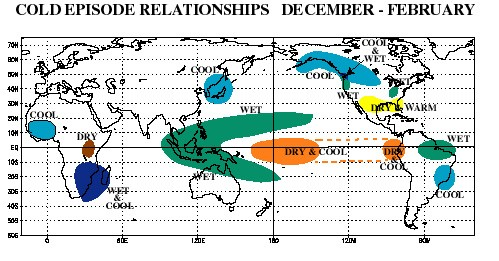 COLD EPISODE RELATIONSHIPS DECEMBER - FEBRUARY
70N
60N
50N
40N
30N
20N
10N
EQ
10S
20S
30S
40S
50S
60S
0
60E
120E
180
120W
60W
COOL
&
WET
COOL
COOL
WET
WET
DRY & WARM
COOL
DRY
WET
&
COOL
WET
WET
DRY & COOL
DRY
&
COOL
WET
COOL